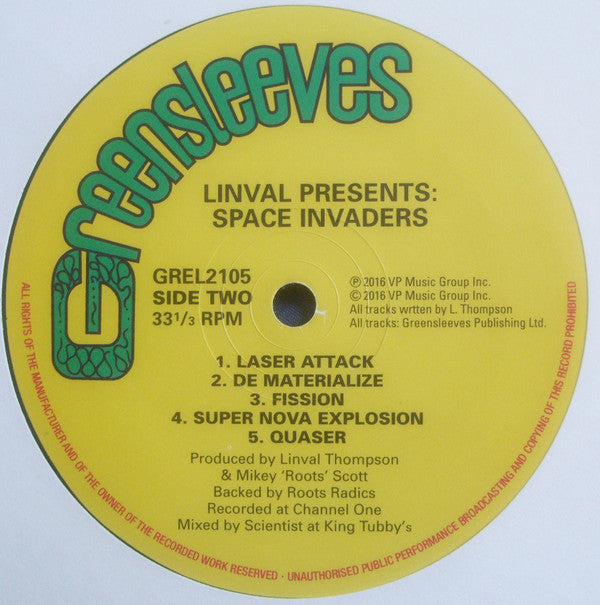 Greensleeves
LINVAL PRESENTS:
SPACE INVADERS
GREL2105
SIDE TWO
33 1/3 RPM
℗ 2016 VP Music Group Inc.
© 2016 VP Music Group Inc.
All tracks wrtten by L. Thompson
All tracks: Greensleeves Publishing Ltd.
1. LASER ATTACK
2. DE MATERIALIZE
3. FISSION
4. SUPER NOVA EXPLOSION
5. QUASER
Produced by Linval Thompson
& Mikey 'Roots' Scott
Backed by Roots Radics
Recorded at Channel One
Mixed by Scientist at King Tubby's
ALL RIGHTS OF THE MANUFACTURER AND OF THE OWNER OF THE RECORDED WORK RESERVED · UNAUTHORISED PUBLIC PERFORMANCE BROADCASTING AND COPYING OF THIS RECORD PROHIBITED